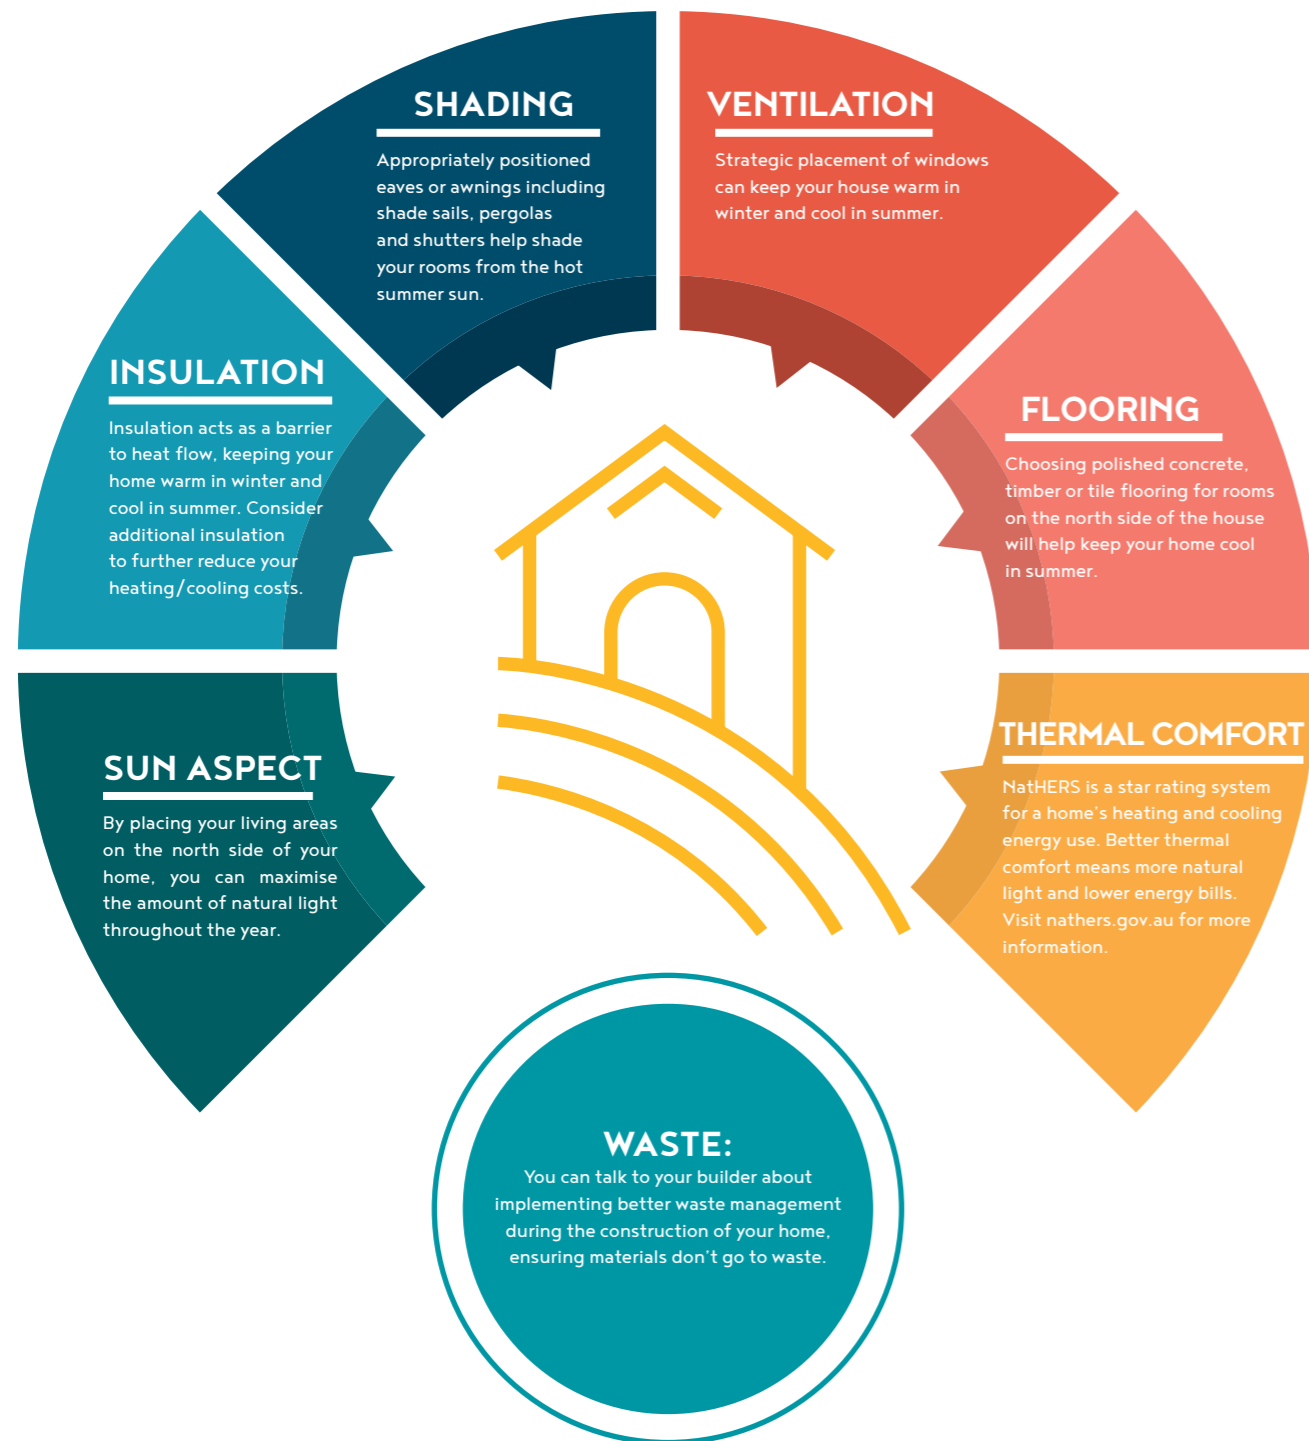 SHADING
Appropriately positioned
eaves or awnings including
shade sails, pergolas
and shutters help shade
your rooms from the hot
summer sun.
VENTILATION
Strategic placement of windows
can keep your house warm in
winter and cool in summer.
INSULATION
Insulation acts as a barrier
to heat flow, keeping your
home warm in winter and
cool in summer. Consider
additional insulation
to further reduce your
heating/cooling costs.
FLOORING
Choosing polished concrete,
timber or tile flooring for rooms
on the north side of the house
will help keep your home cool
in summer.
SUN ASPECT
By placing your living areas
on the north side of your
home, you can maximise
the amount of natural light
throughout the year.
THERMAL COMFORT
NatHERS is a star rating system
for a home's heating and cooling
energy use. Better thermal
comfort means more natural
light and lower energy bills.
Visit nathers.gov.au for more
information.
WASTE:
You can talk to your builder about
implementing better waste management
during the construction of your home,
ensuring materials don't go to waste.